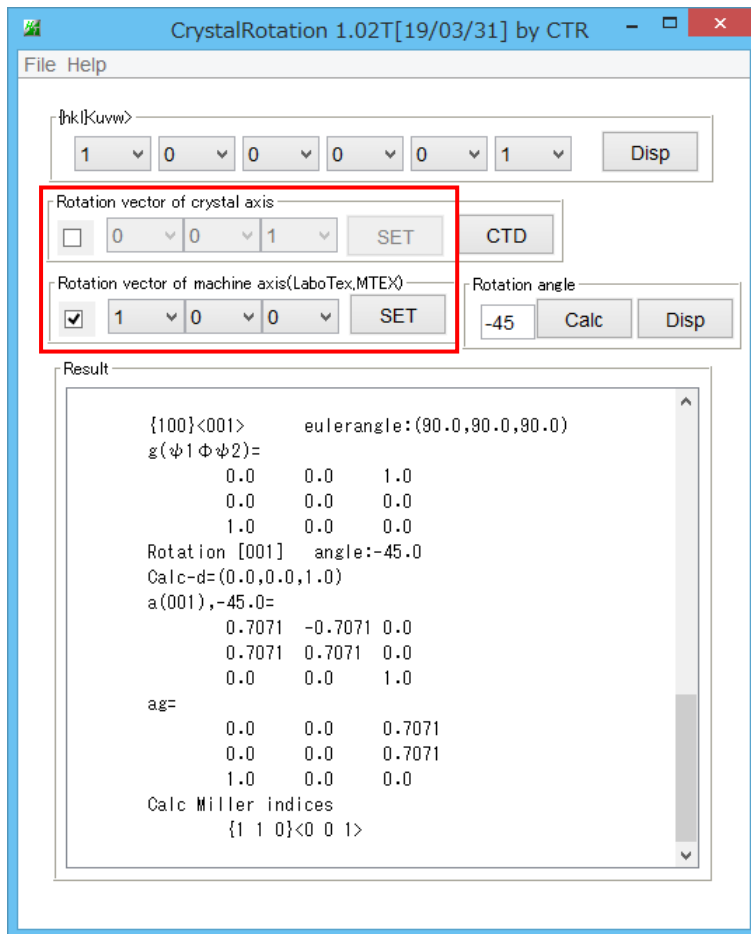 CrystalRotation 1.02T[19/03/31] by CTR
File Help
{hkl}<uvw>
1 0 0 0 0 1 Disp
Rotation vector of crystal axis
0 0 1 SET CTD
Rotation vector of machine axis(LaboTex,MTEX)
1 0 0 SET
Rotation angle
-45 Calc Disp
Result
{100}<001> eulerangle:(90.0,90.0,90.0)
g(ψ1Φψ2)=
0.0 0.0 1.0
0.0 0.0 0.0
1.0 0.0 0.0
Rotation [001] angle:-45.0
Calc-d=(0.0,0.0,1.0)
a(001),-45.0=
0.7071 -0.7071 0.0
0.7071 0.7071 0.0
0.0 0.0 1.0
ag=
0.0 0.0 0.7071
0.0 0.0 0.7071
1.0 0.0 0.0
Calc Miller indices
{1 1 0}<0 0 1>